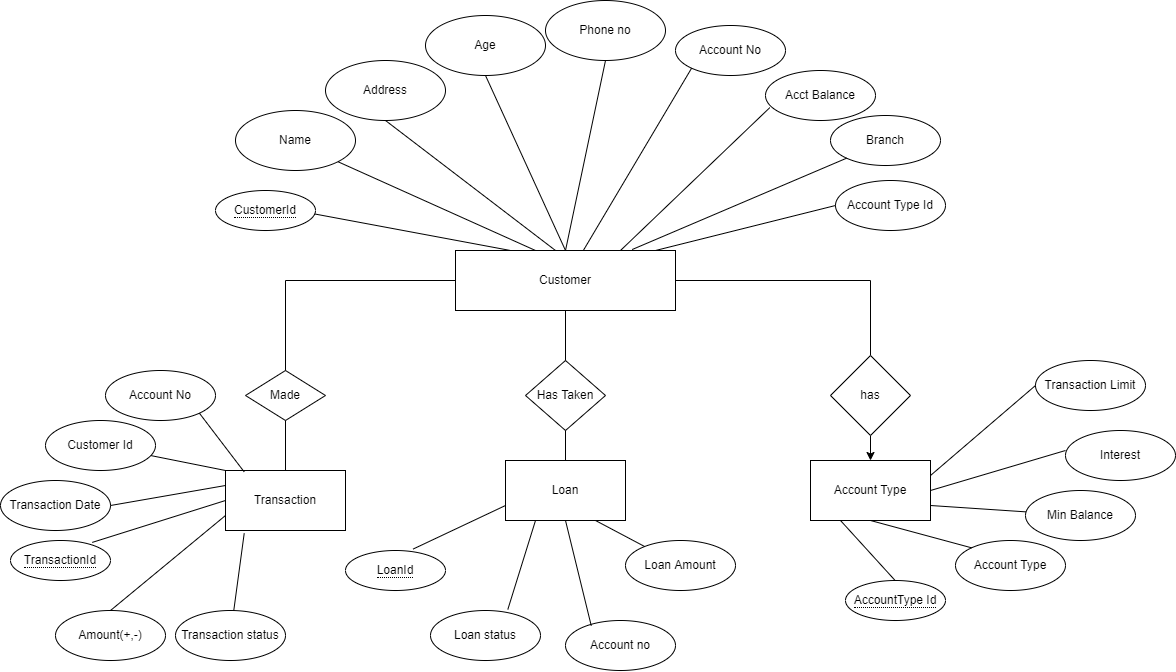 Phone no
Age
Account No
Address
Acct Balance
Name
Branch
CustomerId
Account Type Id
Customer
Made
Has Taken
has
Account No
Transaction Limit
Customer Id
Interest
Transaction
Loan
Account Type
Transaction Date
Min Balance
TransactionId
LoanId
Loan Amount
Account Type
AccountType Id
Amount(+,-)
Transaction status
Loan status
Account no